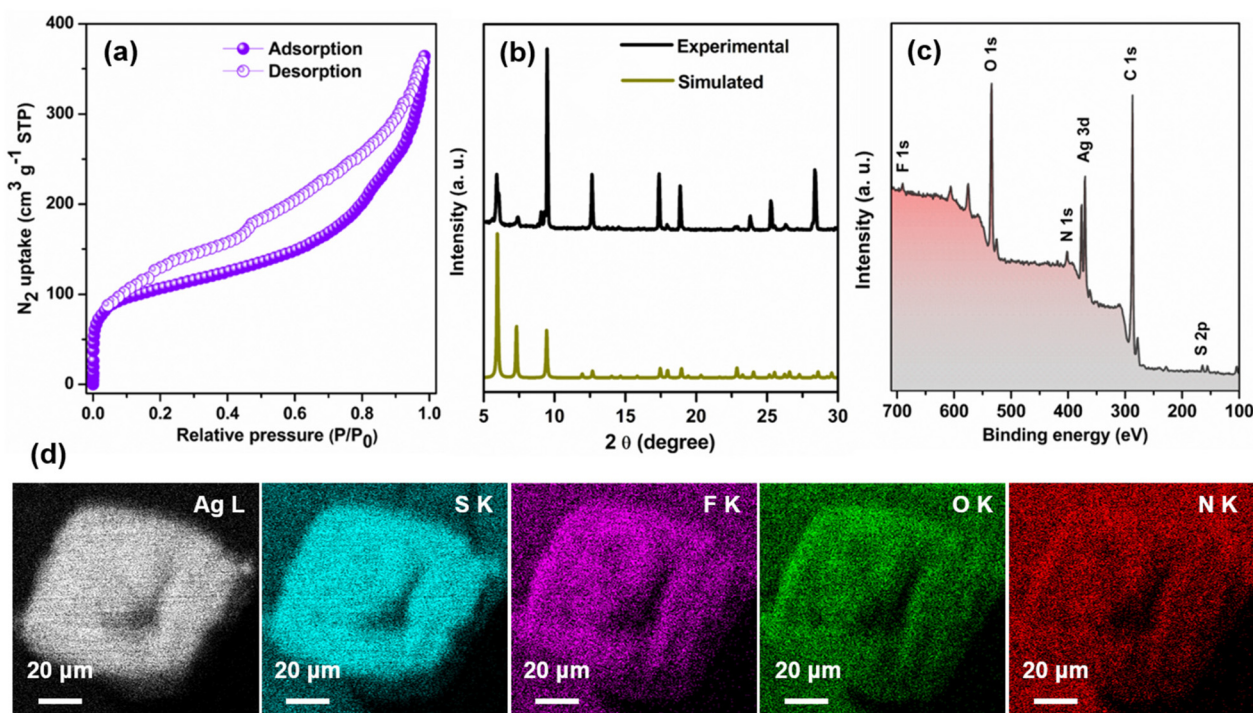 (a)
Adsorption
Desorption
N₂ uptake (cm³ g⁻¹ STP)
400
300
200
100
0
0.0 0.2 0.4 0.6 0.8 1.0
Relative pressure (P/P₀)
(b)
Experimental
Simulated
Intensity (a. u.)
5 10 15 20 25 30
2 θ (degree)
(c)
F 1s
O 1s
N 1s
Ag 3d
C 1s
S 2p
Intensity (a. u.)
700 600 500 400 300 200 100
Binding energy (eV)
(d)
Ag L
20 µm
S K
20 µm
F K
20 µm
O K
20 µm
N K
20 µm